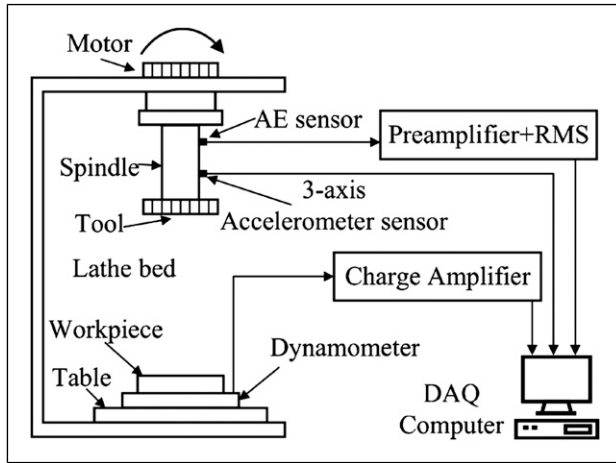 Motor
AE sensor
Preamplifier+RMS
Spindle
3-axis
Accelerometer sensor
Tool
Lathe bed
Charge Amplifier
Workpiece
Dynamometer
Table
DAQ
Computer